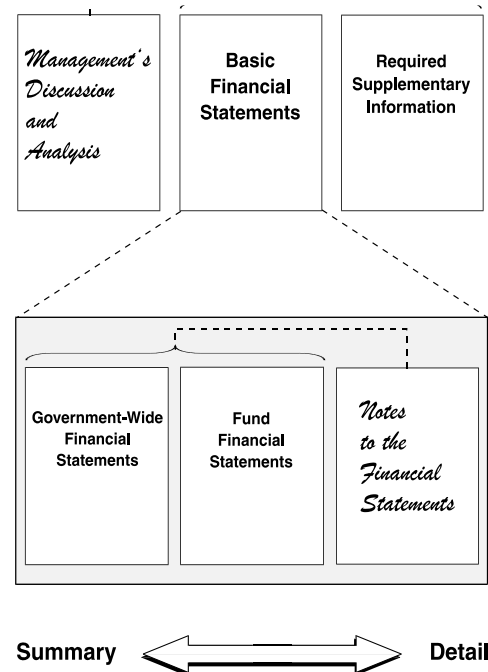 Management's
Discussion
and
Analysis
Basic
Financial
Statements
Required
Supplementary
Information
Government-Wide
Financial
Statements
Fund
Financial
Statements
Notes
to the
Financial
Statements
Summary
Detail